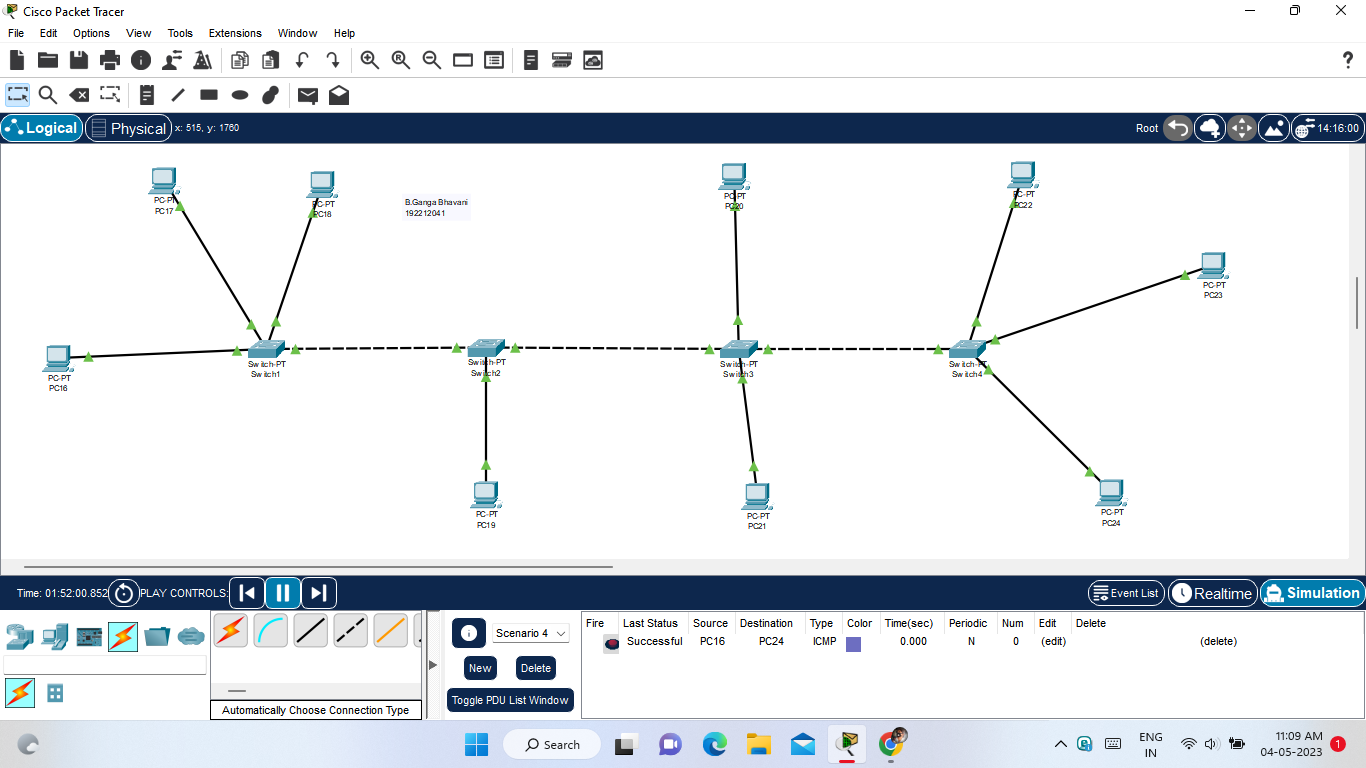 Cisco Packet Tracer
File Edit Options View Tools Extensions Window Help
Logical Physical x: 515, y: 1760 Root 14:16:00
PC-PT
PC17
PC-PT
PC18
B.Ganga Bhavani
192212041
PC-PT
PC20
PC-PT
PC22
PC-PT
PC23
PC-PT
PC16
Switch-PT
Switch1
Switch-PT
Switch2
Switch-PT
Switch3
Switch-PT
Switch4
PC-PT
PC19
PC-PT
PC21
PC-PT
PC24
Time: 01:52:00.852 PLAY CONTROLS: Event List Realtime Simulation
Scenario 4
New Delete
Toggle PDU List Window
Automatically Choose Connection Type
Fire Last Status Source Destination Type Color Time(sec) Periodic Num Edit Delete
Successful PC16 PC24 ICMP 0.000 N 0 (edit) (delete)
Search
ENG
IN
11:09 AM
04-05-2023
1